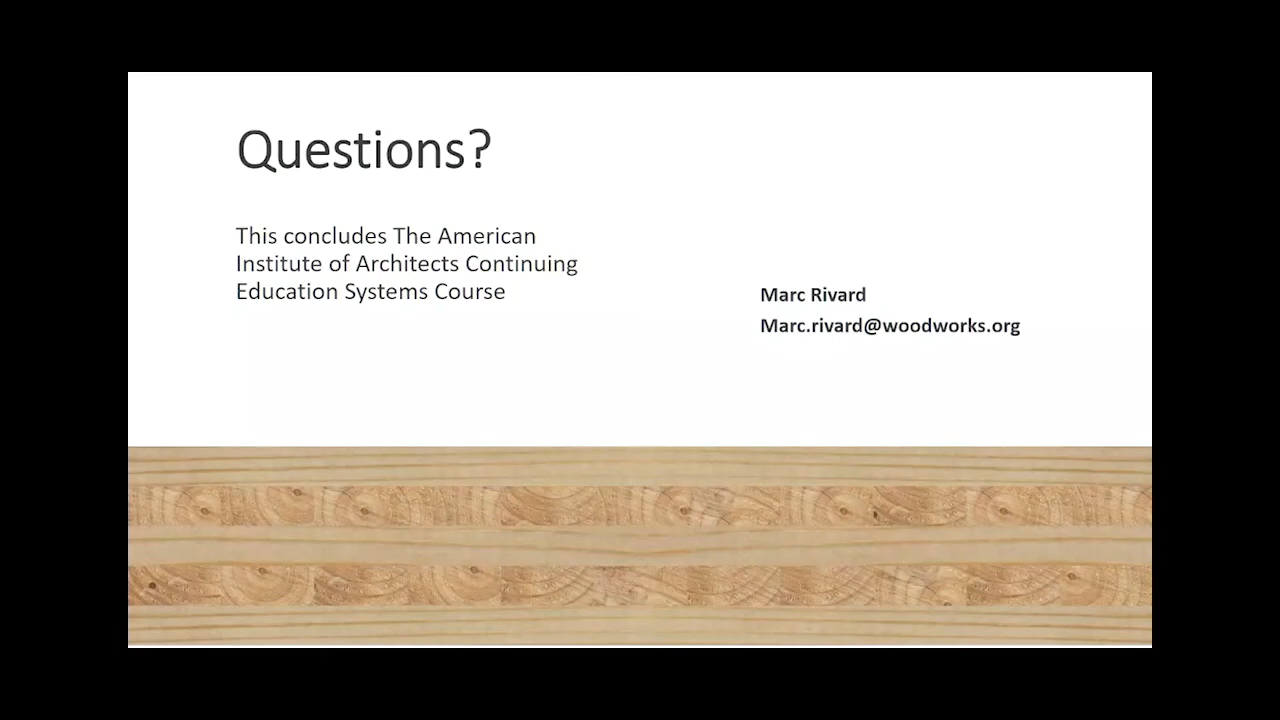 Questions?
This concludes The American
Institute of Architects Continuing
Education Systems Course
Marc Rivard
Marc.rivard@woodworks.org